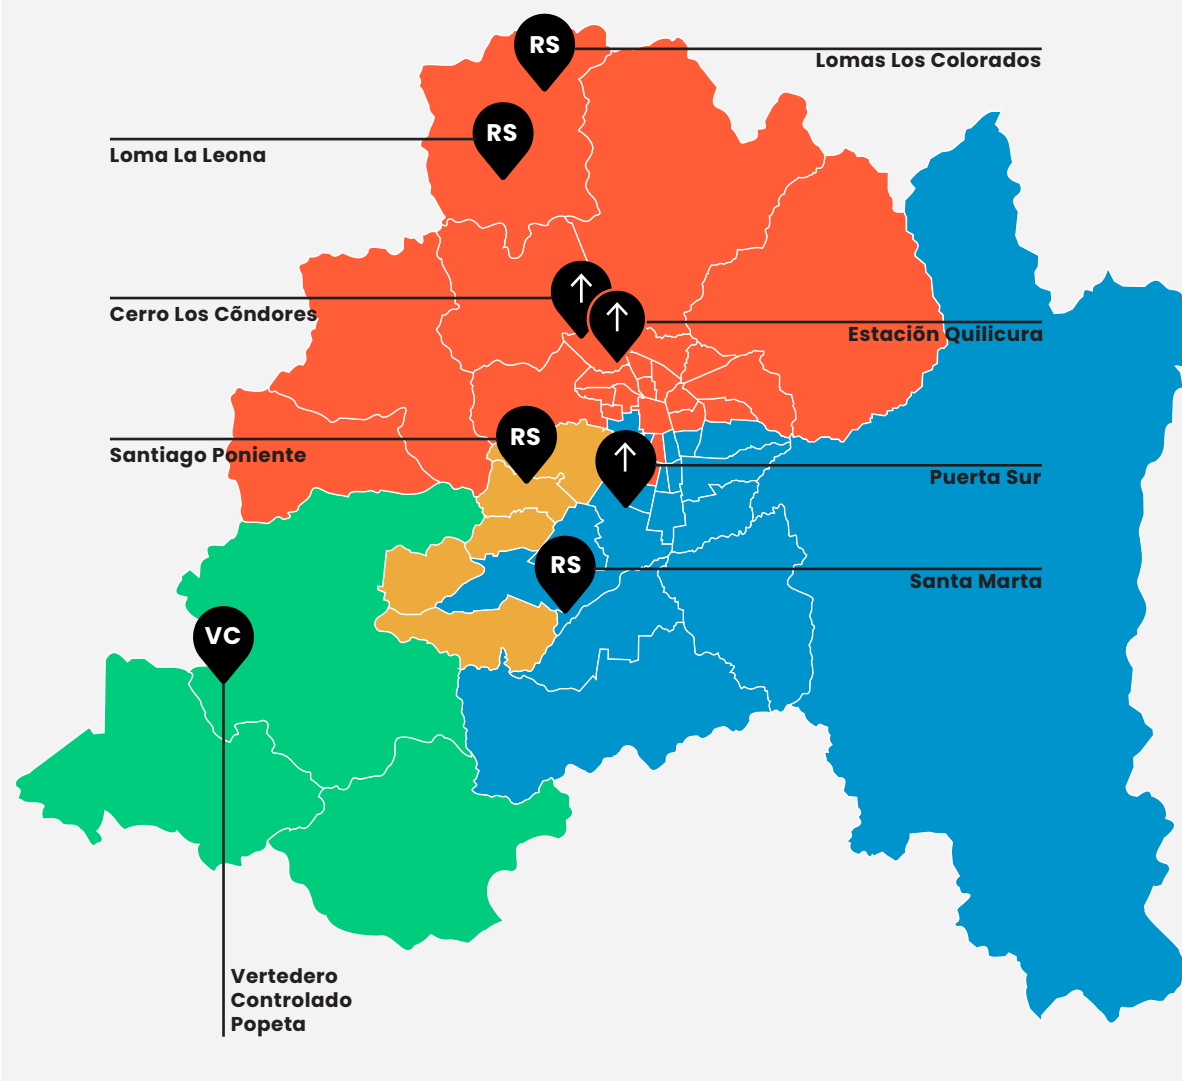 RS
Lomas Los Colorados
RS
Loma La Leona
Cerro Los Cõndores
Estaciõn Quilicura
RS
Santiago Poniente
Puerta Sur
RS
Santa Marta
VC
Vertedero
Controlado
Popeta